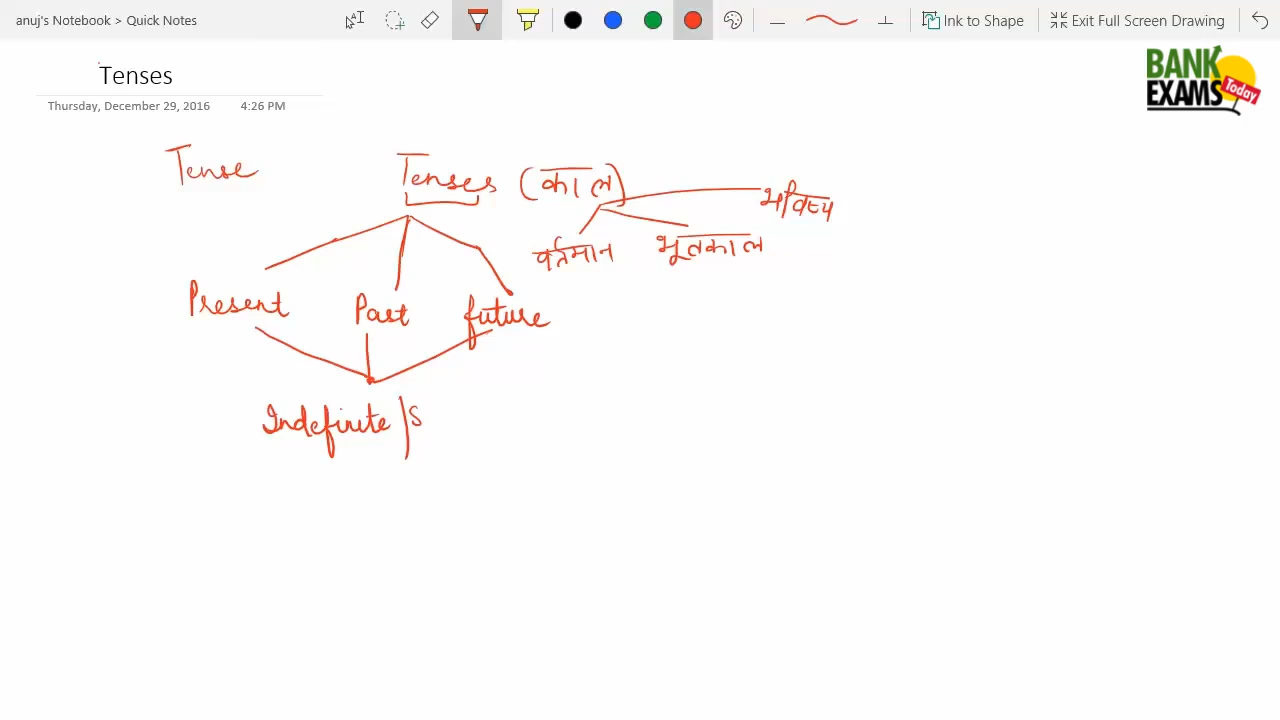 anuj's Notebook > Quick Notes
Ink to Shape
Exit Full Screen Drawing
Tenses
Thursday, December 29, 2016 4:26 PM
BANK EXAMS Today
Tense
Tenses (काल)
भविष्य
वर्तमान भूतकाल
Present Past future
Indefinite / S